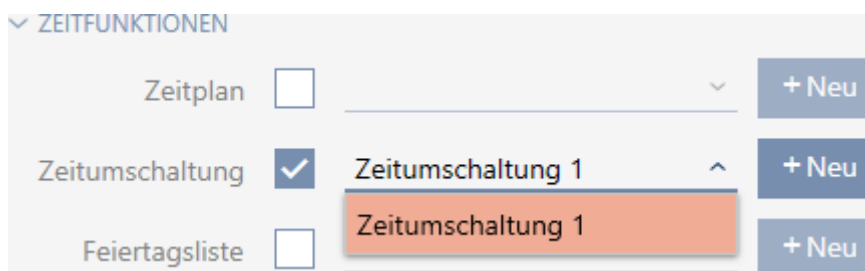 ZEITFUNKTIONEN
Zeitplan + Neu
Zeitumschaltung Zeitumschaltung 1 + Neu
Zeitumschaltung 1
Feiertagsliste + Neu